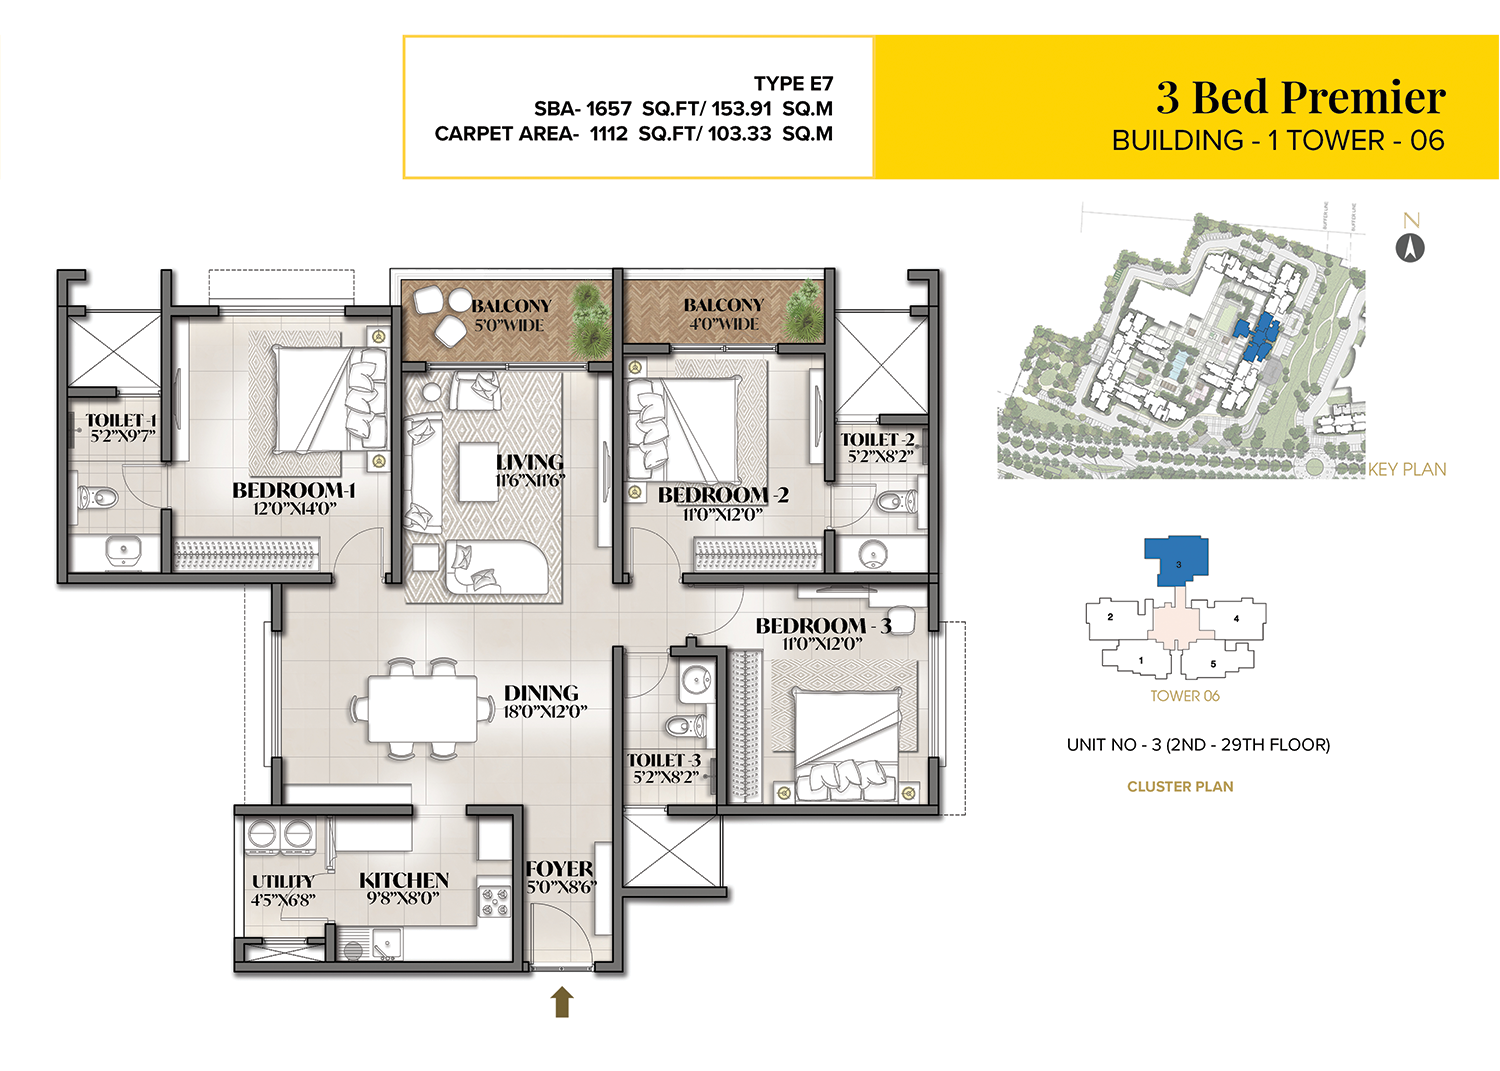 TYPE E7
SBA- 1657 SQ.FT/ 153.91 SQ.M
CARPET AREA- 1112 SQ.FT/ 103.33 SQ.M
3 Bed Premier
BUILDING - 1 TOWER - 06
BUFFER LINE
BUFFER LINE
N
KEY PLAN
BALCONY
5'0"WIDE
BALCONY
4'0"WIDE
TOILET -1
5'2"X9'7"
BEDROOM-1
12'0"X14'0"
LIVING
11'6"X11'6"
BEDROOM -2
11'0"X12'0"
TOILET -2
5'2"X8'2"
BEDROOM - 3
11'0"X12'0"
DINING
18'0"X12'0"
TOILET -3
5'2"X8'2"
UTILITY
4'5"X6'8"
KITCHEN
9'8"X8'0"
FOYER
5'0"X8'6"
3
2
4
1
5
TOWER 06
UNIT NO - 3 (2ND - 29TH FLOOR)
CLUSTER PLAN